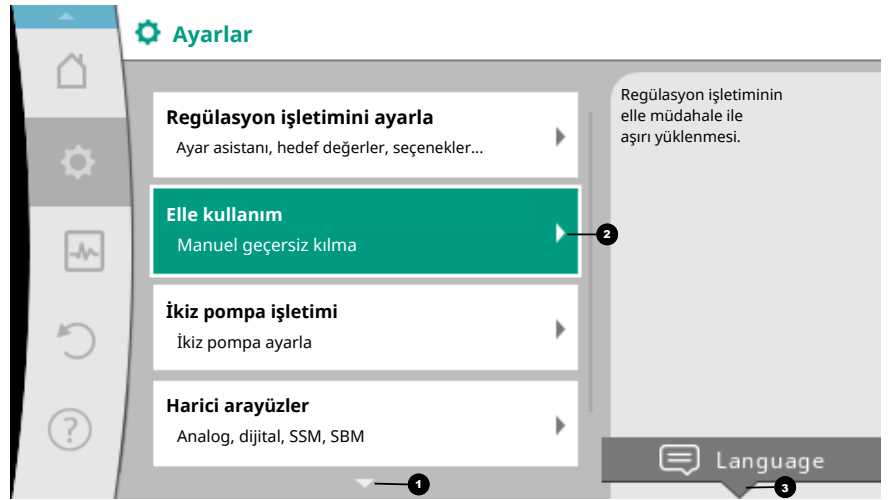 Ayarlar
Regülasyon işletimini ayarla
Ayar asistanı, hedef değerler, seçenekler...
Elle kullanım
Manuel geçersiz kılma
2
İkiz pompa işletimi
İkiz pompa ayarla
Harici arayüzler
Analog, dijital, SSM, SBM
1
Regülasyon işletiminin
elle müdahale ile
aşırı yüklenmesi.
?
Language
3